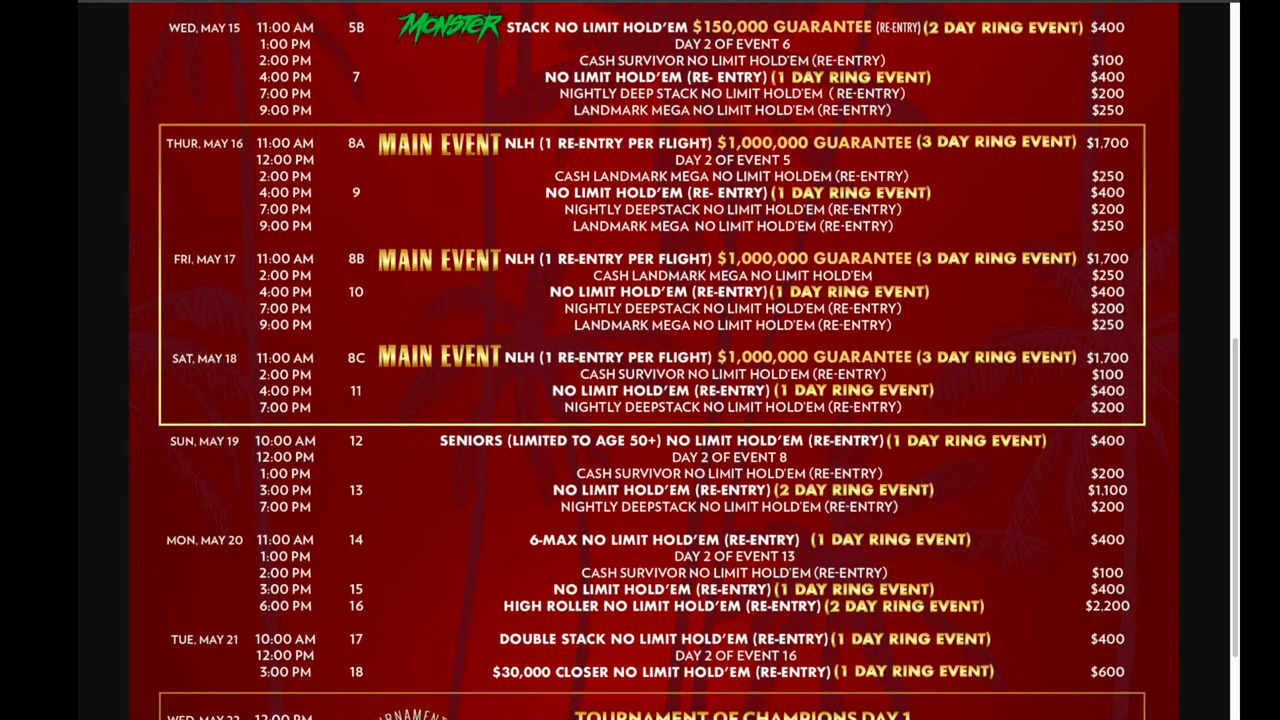 WED, MAY 15 11:00 AM 5B MONSTER STACK NO LIMIT HOLD'EM $150,000 GUARANTEE (RE-ENTRY) (2 DAY RING EVENT) $400
1:00 PM DAY 2 OF EVENT 6
2:00 PM CASH SURVIVOR NO LIMIT HOLD'EM (RE-ENTRY) $100
4:00 PM 7 NO LIMIT HOLD'EM (RE- ENTRY) (1 DAY RING EVENT) $400
7:00 PM NIGHTLY DEEP STACK NO LIMIT HOLD'EM ( RE-ENTRY) $200
9:00 PM LANDMARK MEGA NO LIMIT HOLD'EM (RE-ENTRY) $250
THUR, MAY 16 11:00 AM 8A MAIN EVENT NLH (1 RE-ENTRY PER FLIGHT) $1,000,000 GUARANTEE (3 DAY RING EVENT) $1,700
12:00 PM DAY 2 OF EVENT 5
2:00 PM CASH LANDMARK MEGA NO LIMIT HOLDEM (RE-ENTRY) $250
4:00 PM 9 NO LIMIT HOLD'EM (RE- ENTRY) (1 DAY RING EVENT) $400
7:00 PM NIGHTLY DEEPSTACK NO LIMIT HOLD'EM (RE-ENTRY) $200
9:00 PM LANDMARK MEGA NO LIMIT HOLD'EM (RE-ENTRY) $250
FRI, MAY 17 11:00 AM 8B MAIN EVENT NLH (1 RE-ENTRY PER FLIGHT) $1,000,000 GUARANTEE (3 DAY RING EVENT) $1,700
2:00 PM CASH LANDMARK MEGA NO LIMIT HOLD'EM $250
4:00 PM 10 NO LIMIT HOLD'EM (RE-ENTRY) (1 DAY RING EVENT) $400
7:00 PM NIGHTLY DEEPSTACK NO LIMIT HOLD'EM (RE-ENTRY) $200
9:00 PM LANDMARK MEGA NO LIMIT HOLD'EM (RE-ENTRY) $250
SAT, MAY 18 11:00 AM 8C MAIN EVENT NLH (1 RE-ENTRY PER FLIGHT) $1,000,000 GUARANTEE (3 DAY RING EVENT) $1,700
2:00 PM CASH SURVIVOR NO LIMIT HOLD'EM (RE-ENTRY) $100
4:00 PM 11 NO LIMIT HOLD'EM (RE-ENTRY) (1 DAY RING EVENT) $400
7:00 PM NIGHTLY DEEPSTACK NO LIMIT HOLD'EM (RE-ENTRY) $200
SUN, MAY 19 10:00 AM 12 SENIORS (LIMITED TO AGE 50+) NO LIMIT HOLD'EM (RE-ENTRY) (1 DAY RING EVENT) $400
12:00 PM DAY 2 OF EVENT 8
1:00 PM CASH SURVIVOR NO LIMIT HOLD'EM (RE-ENTRY) $200
3:00 PM 13 NO LIMIT HOLD'EM (RE-ENTRY) (2 DAY RING EVENT) $1,100
7:00 PM NIGHTLY DEEPSTACK NO LIMIT HOLD'EM (RE-ENTRY) $200
MON, MAY 20 11:00 AM 14 6-MAX NO LIMIT HOLD'EM (RE-ENTRY) (1 DAY RING EVENT) $400
1:00 PM DAY 2 OF EVENT 13
2:00 PM CASH SURVIVOR NO LIMIT HOLD'EM (RE-ENTRY) $100
3:00 PM 15 NO LIMIT HOLD'EM (RE-ENTRY) (1 DAY RING EVENT) $400
6:00 PM 16 HIGH ROLLER NO LIMIT HOLD'EM (RE-ENTRY) (2 DAY RING EVENT) $2,200
TUE, MAY 21 10:00 AM 17 DOUBLE STACK NO LIMIT HOLD'EM (RE-ENTRY) (1 DAY RING EVENT) $400
12:00 PM DAY 2 OF EVENT 16
3:00 PM 18 $30,000 CLOSER NO LIMIT HOLD'EM (RE-ENTRY) (1 DAY RING EVENT) $600
WED, MAY 22 12:00 PM TOURNAMENT OF CHAMPIONS DAY 1